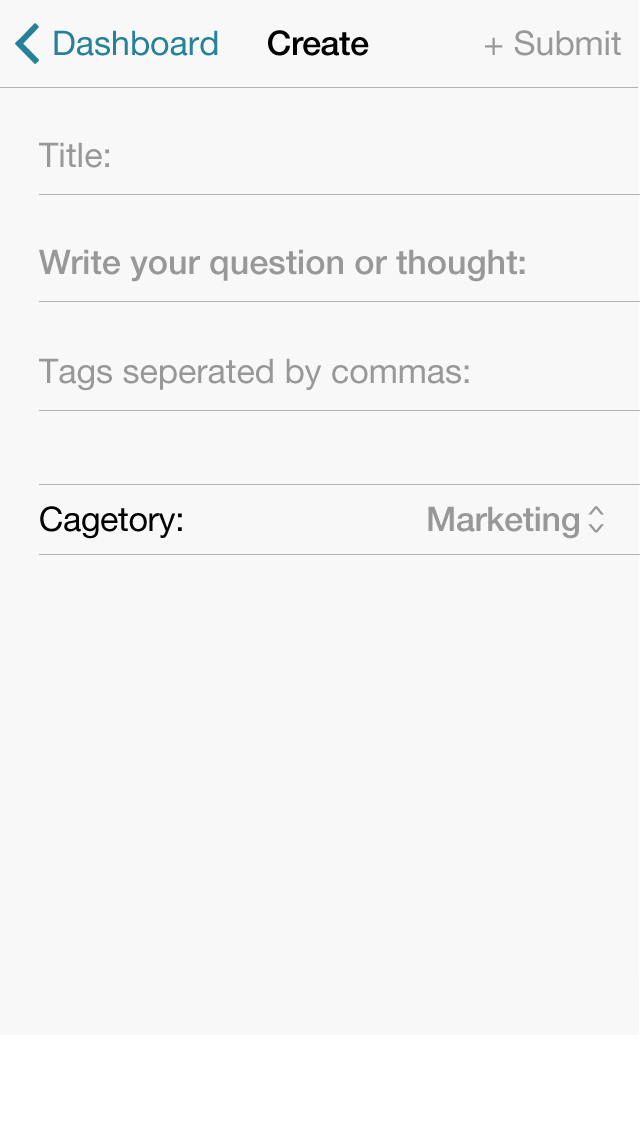 Dashboard Create + Submit
Title:
Write your question or thought:
Tags seperated by commas:
Cagetory: Marketing